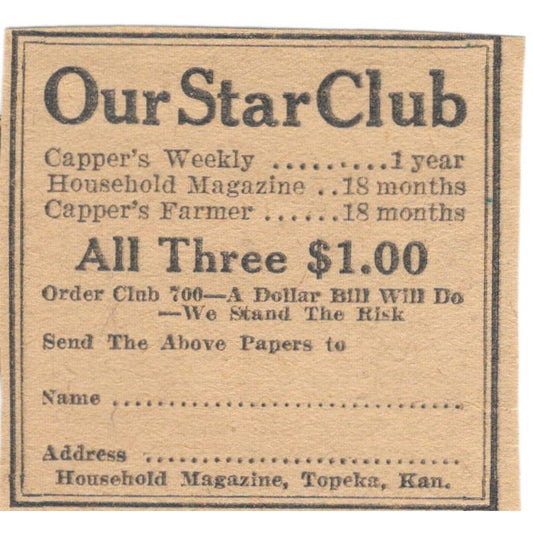 Our Star Club
Capper's Weekly ..........1 year
Household Magazine ..18 months
Capper's Farmer ......18 months
All Three $1.00
Order Club 700—A Dollar Bill Will Do
—We Stand The Risk
Send The Above Papers to
Name ....................................
Address ................................
Household Magazine, Topeka, Kan.